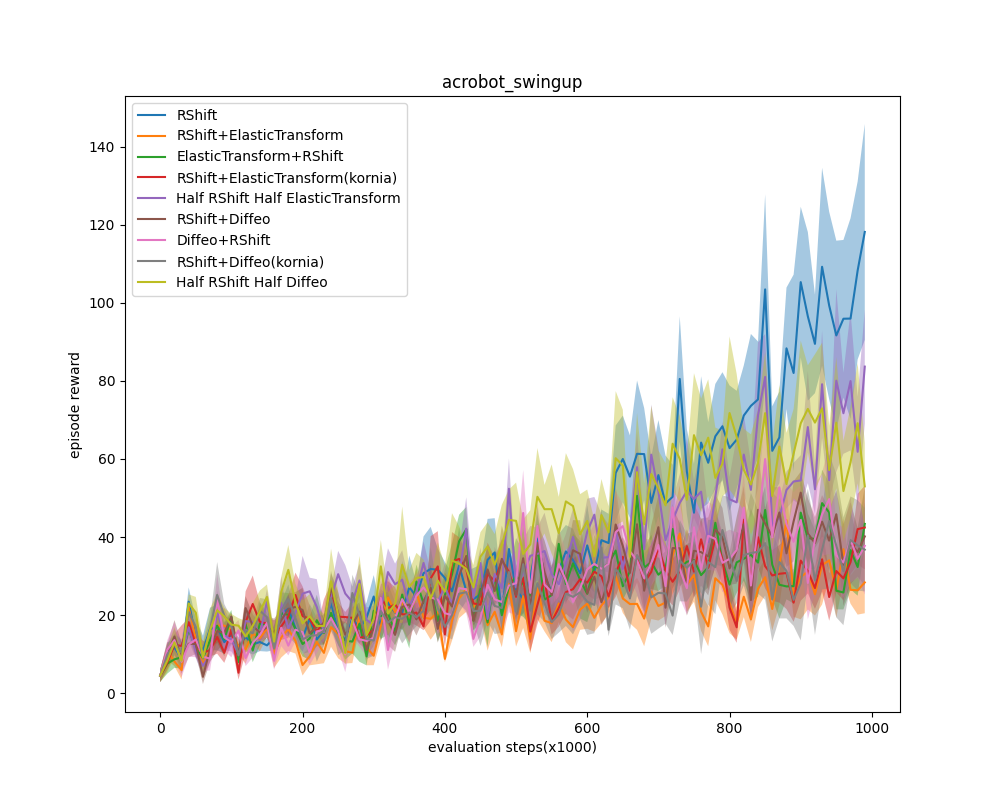 acrobot_swingup
RShift
RShift+ElasticTransform
ElasticTransform+RShift
RShift+ElasticTransform(kornia)
Half RShift Half ElasticTransform
RShift+Diffeo
Diffeo+RShift
RShift+Diffeo(kornia)
Half RShift Half Diffeo
episode reward
140
120
100
80
60
40
20
0
0 200 400 600 800 1000
evaluation steps(x1000)